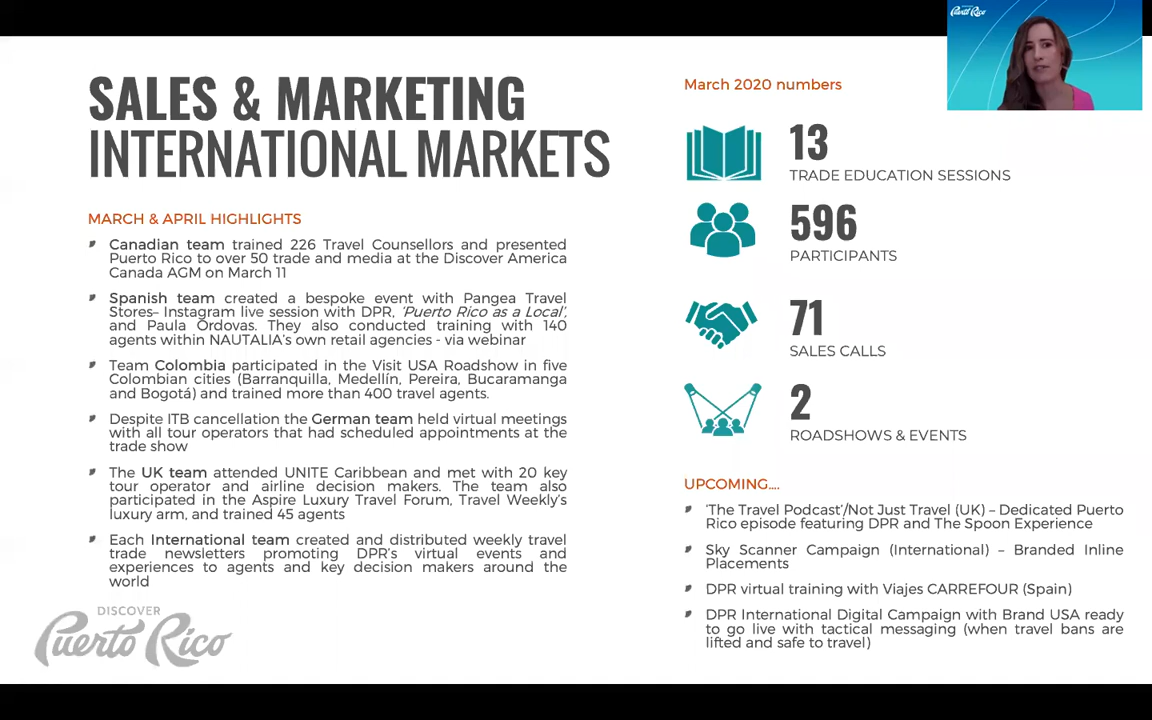 Puerto Rico
SALES & MARKETING
INTERNATIONAL MARKETS
MARCH & APRIL HIGHLIGHTS
Canadian team trained 226 Travel Counsellors and presented
Puerto Rico to over 50 trade and media at the Discover America
Canada AGM on March 11
Spanish team created a bespoke event with Pangea Travel
Stores– Instagram live session with DPR, ‘Puerto Rico as a Local’,
and Paula Ordovas. They also conducted training with 140
agents within NAUTALIA's own retail agencies - via webinar
Team Colombia participated in the Visit USA Roadshow in five
Colombian cities (Barranquilla, Medellín, Pereira, Bucaramanga
and Bogotá) and trained more than 400 travel agents.
Despite ITB cancellation the German team held virtual meetings
with all tour operators that had scheduled appointments at the
trade show
The UK team attended UNITE Caribbean and met with 20 key
tour operator and airline decision makers. The team also
participated in the Aspire Luxury Travel Forum, Travel Weekly's
luxury arm, and trained 45 agents
Each International team created and distributed weekly travel
trade newsletters promoting DPR's virtual events and
experiences to agents and key decision makers around the
world
DISCOVER
Puerto Rico
March 2020 numbers
13
TRADE EDUCATION SESSIONS
596
PARTICIPANTS
71
SALES CALLS
2
ROADSHOWS & EVENTS
UPCOMING....
‘The Travel Podcast’/Not Just Travel (UK) – Dedicated Puerto
Rico episode featuring DPR and The Spoon Experience
Sky Scanner Campaign (International) – Branded Inline
Placements
DPR virtual training with Viajes CARREFOUR (Spain)
DPR International Digital Campaign with Brand USA ready
to go live with tactical messaging (when travel bans are
lifted and safe to travel)